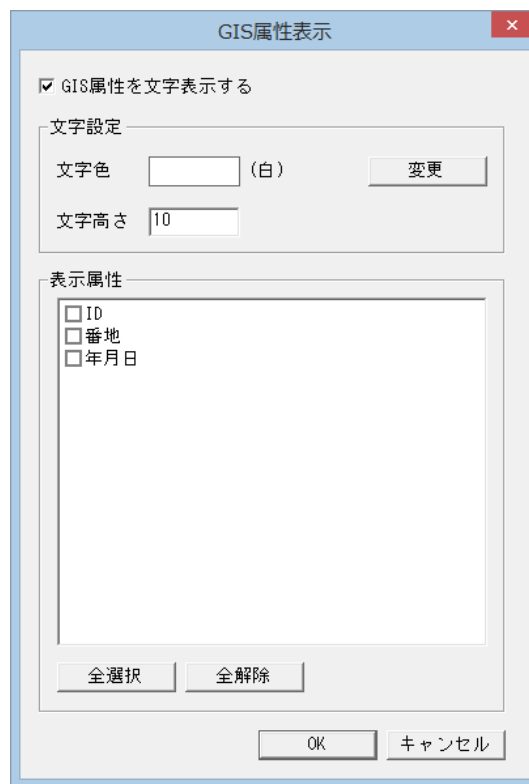 GIS属性表示
GIS属性を文字表示する
文字設定
文字色 (白) 変更
文字高さ 10
表示属性
ID
番地
年月日
全選択 全解除
OK キャンセル